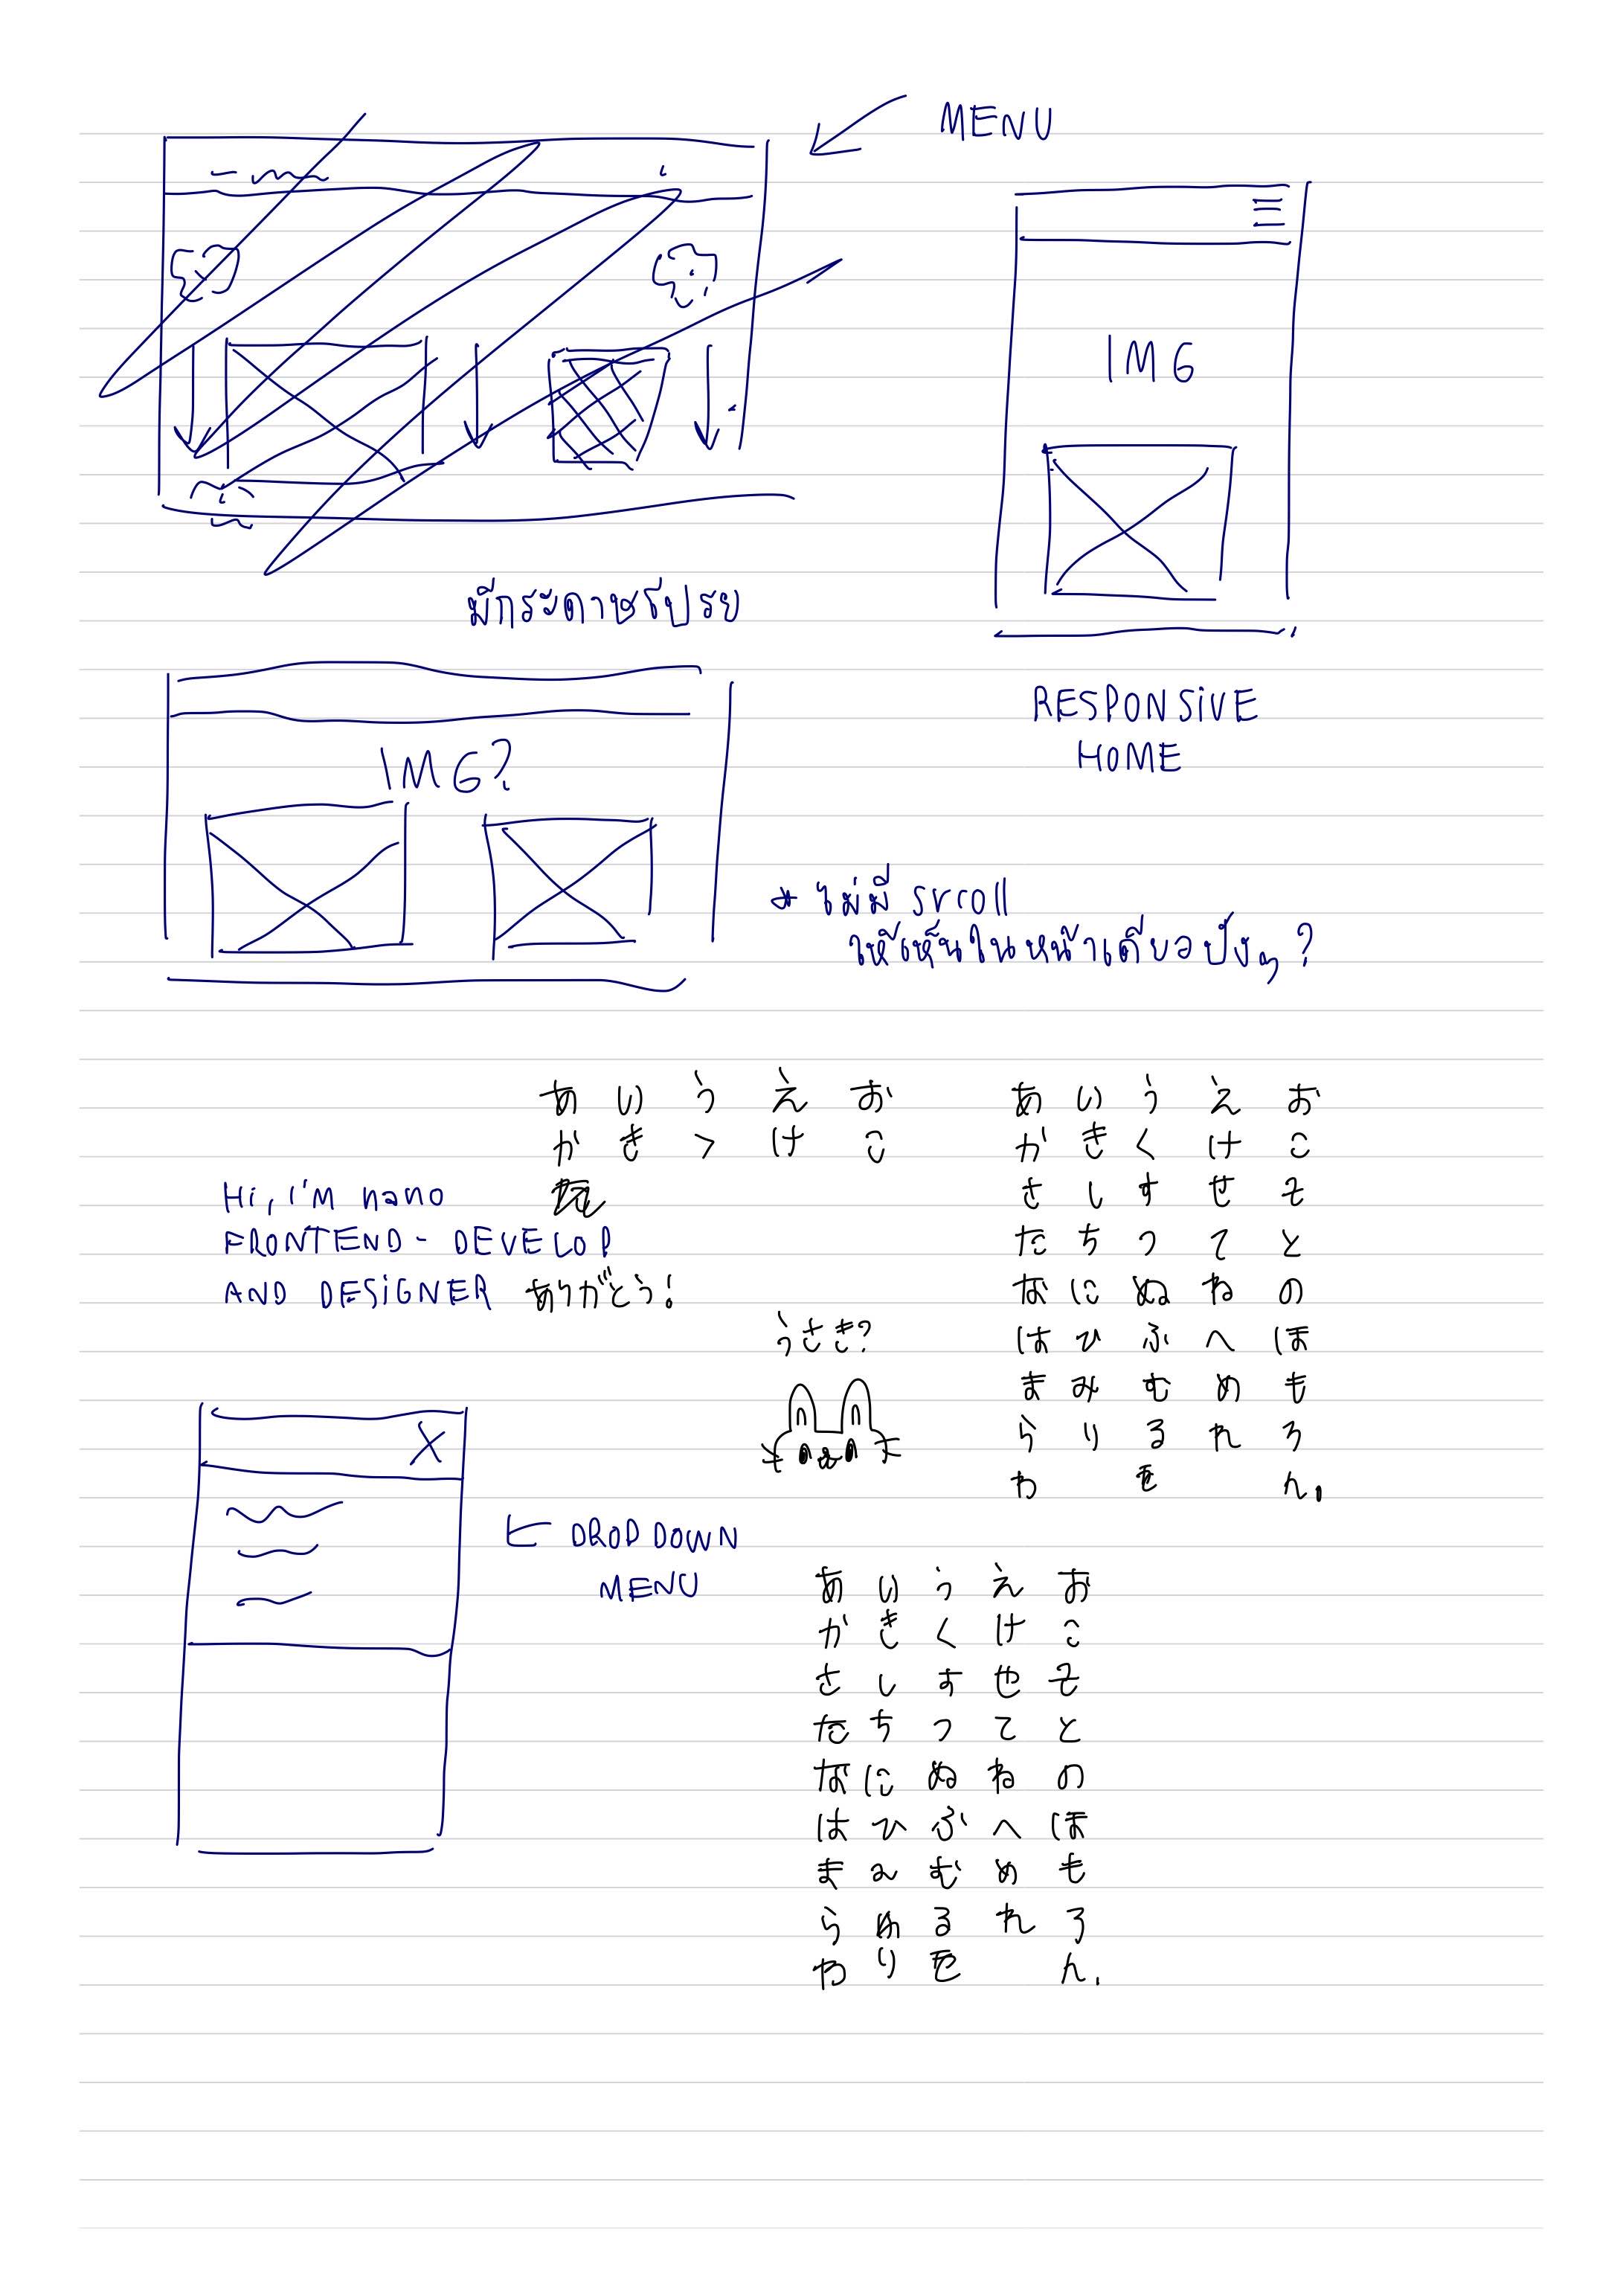 MENU
มีกระดาษโปรย
IMG
RESPONSIVE
HOME
IMG?
* ไม่มี srcoll
ให้เห็นในหน้าเดียวปังๆ?
あ い う え お
か き く け こ
Hi, I'M nano
FRONTEND - DEVELOP
AND DESIGNER ありがとう!
うさき?
あ い う え お
か き く け こ
さ し す せ そ
た ち つ て と
な に ぬ ね の
は ひ ふ へ ほ
ま み む め も
ら り る れ ろ
わ を ん.
DROP DOWN
MENU
あ い う え お
か き く け こ
さ し す せ そ
た ち つ て と
な に ぬ ね の
は ひ ふ へ ほ
ま み む め も
ら る れ ろ
わ り を ん.